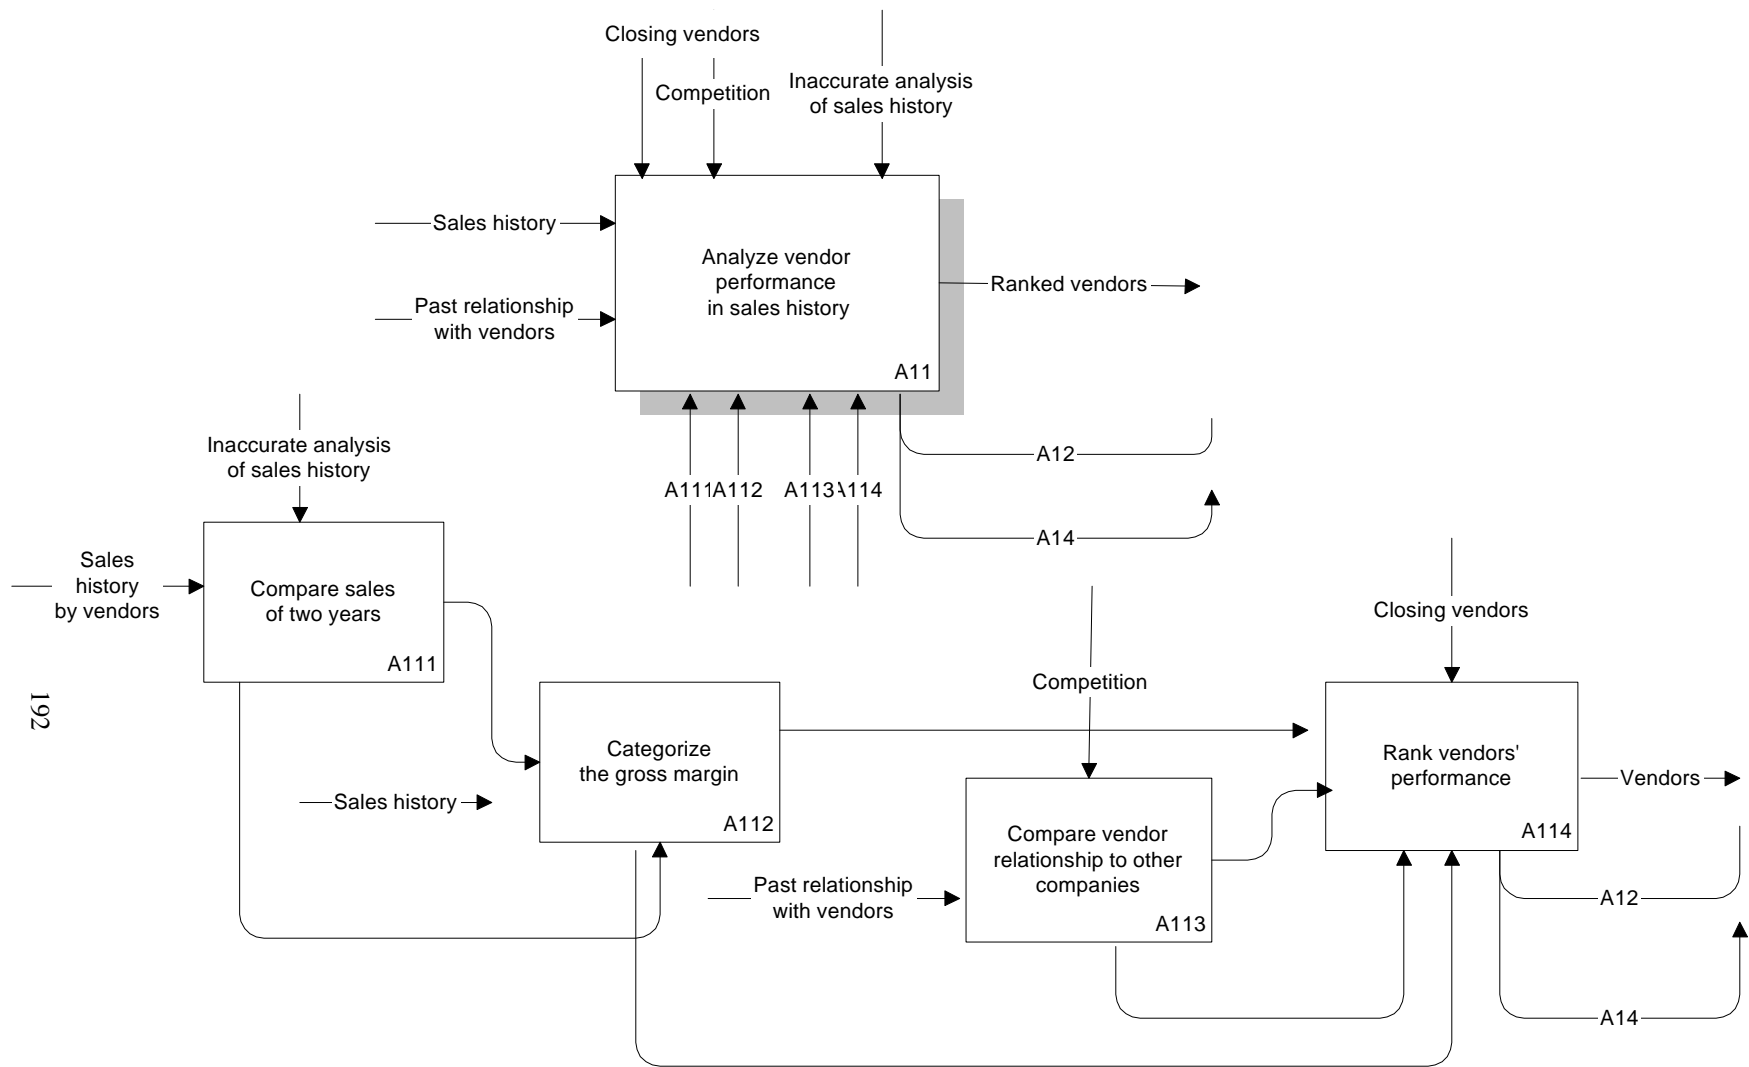 Closing vendors
Competition
Inaccurate analysis
of sales history
Sales history
Past relationship
with vendors
Analyze vendor
performance
in sales history
A11
Ranked vendors
A12
A111
A112
A113
A114
A14
Inaccurate analysis
of sales history
Sales
history
by vendors
Compare sales
of two years
A111
192
Categorize
the gross margin
A112
Sales history
Competition
Past relationship
with vendors
Compare vendor
relationship to other
companies
A113
Closing vendors
Rank vendors'
performance
A114
Vendors
A12
A14